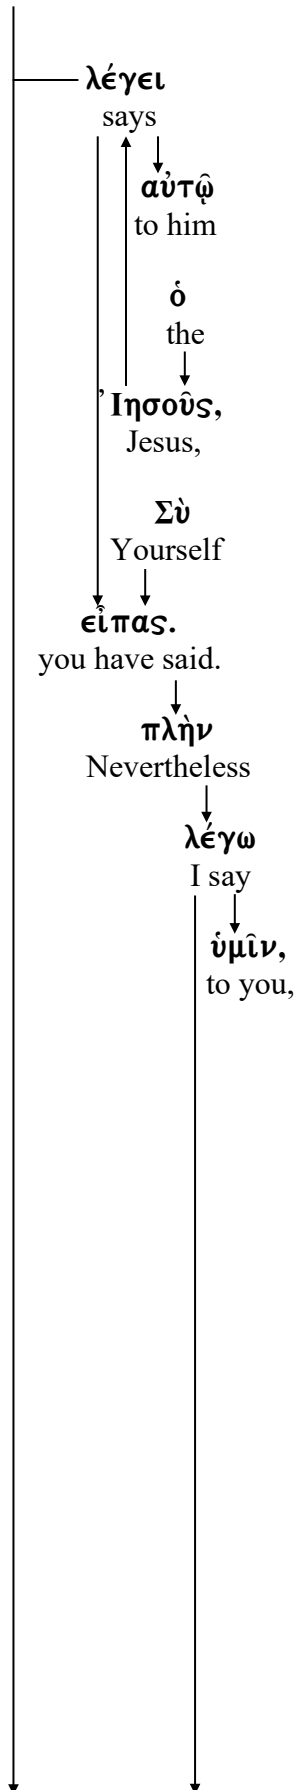 λέγει
says
αὐτῷ
to him
ὁ
the
Ἰησοῦς,
Jesus,
Σὺ
Yourself
εἶπας.
you have said.
πλὴν
Nevertheless
λέγω
I say
ὑμῖν,
to you,